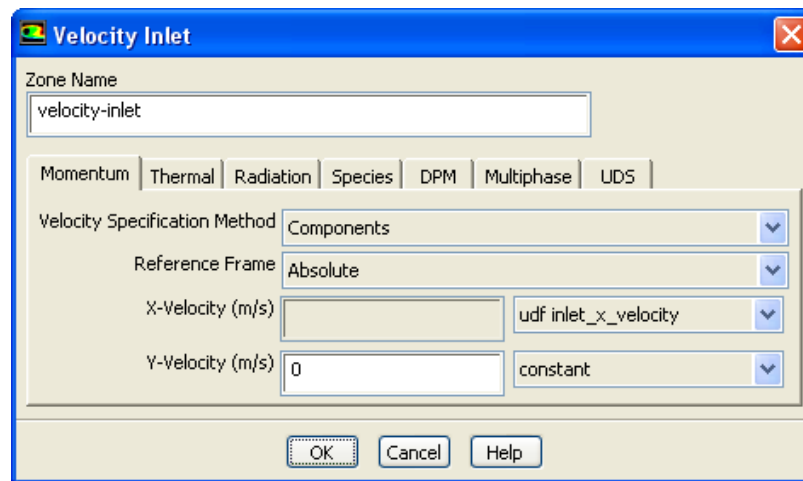 Velocity Inlet
Zone Name
velocity-inlet
Momentum Thermal Radiation Species DPM Multiphase UDS
Velocity Specification Method Components
Reference Frame Absolute
X-Velocity (m/s) udf inlet_x_velocity
Y-Velocity (m/s) 0 constant
OK Cancel Help